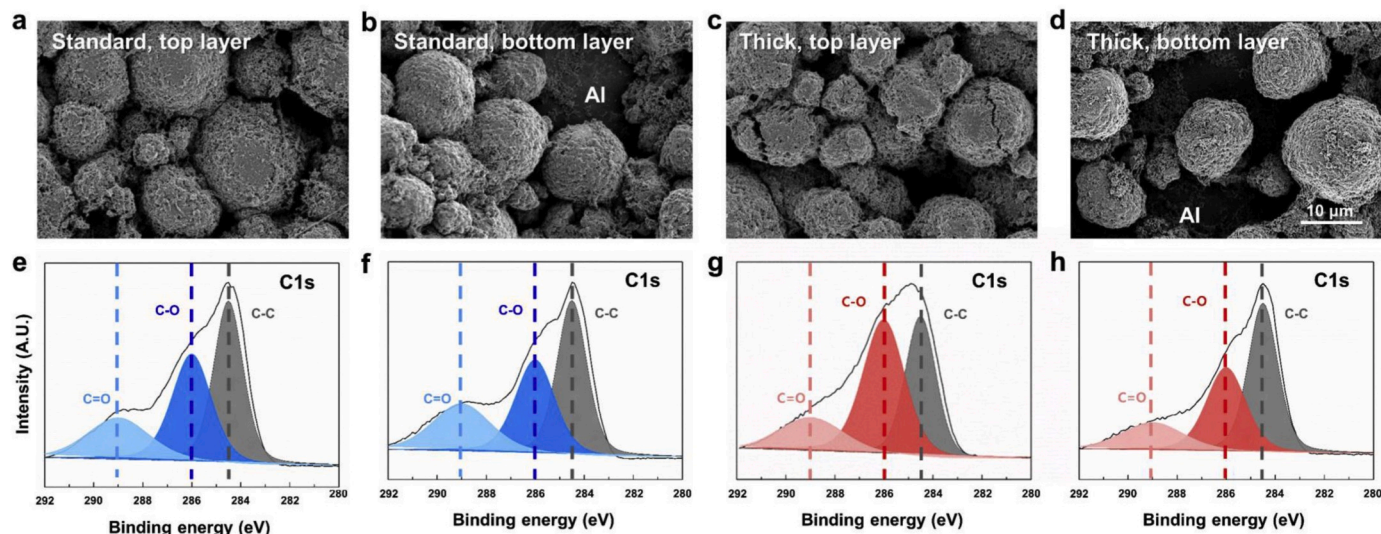 a
Standard, top layer
b
Standard, bottom layer
Al
c
Thick, top layer
d
Thick, bottom layer
Al
10 μm
e
C1s
C-O
C-C
C=O
Intensity (A.U.)
292 290 288 286 284 282 280
Binding energy (eV)
f
C1s
C-O
C-C
C=O
292 290 288 286 284 282 280
Binding energy (eV)
g
C1s
C-O
C-C
C=O
292 290 288 286 284 282 280
Binding energy (eV)
h
C1s
C-O
C-C
C=O
292 290 288 286 284 282 280
Binding energy (eV)